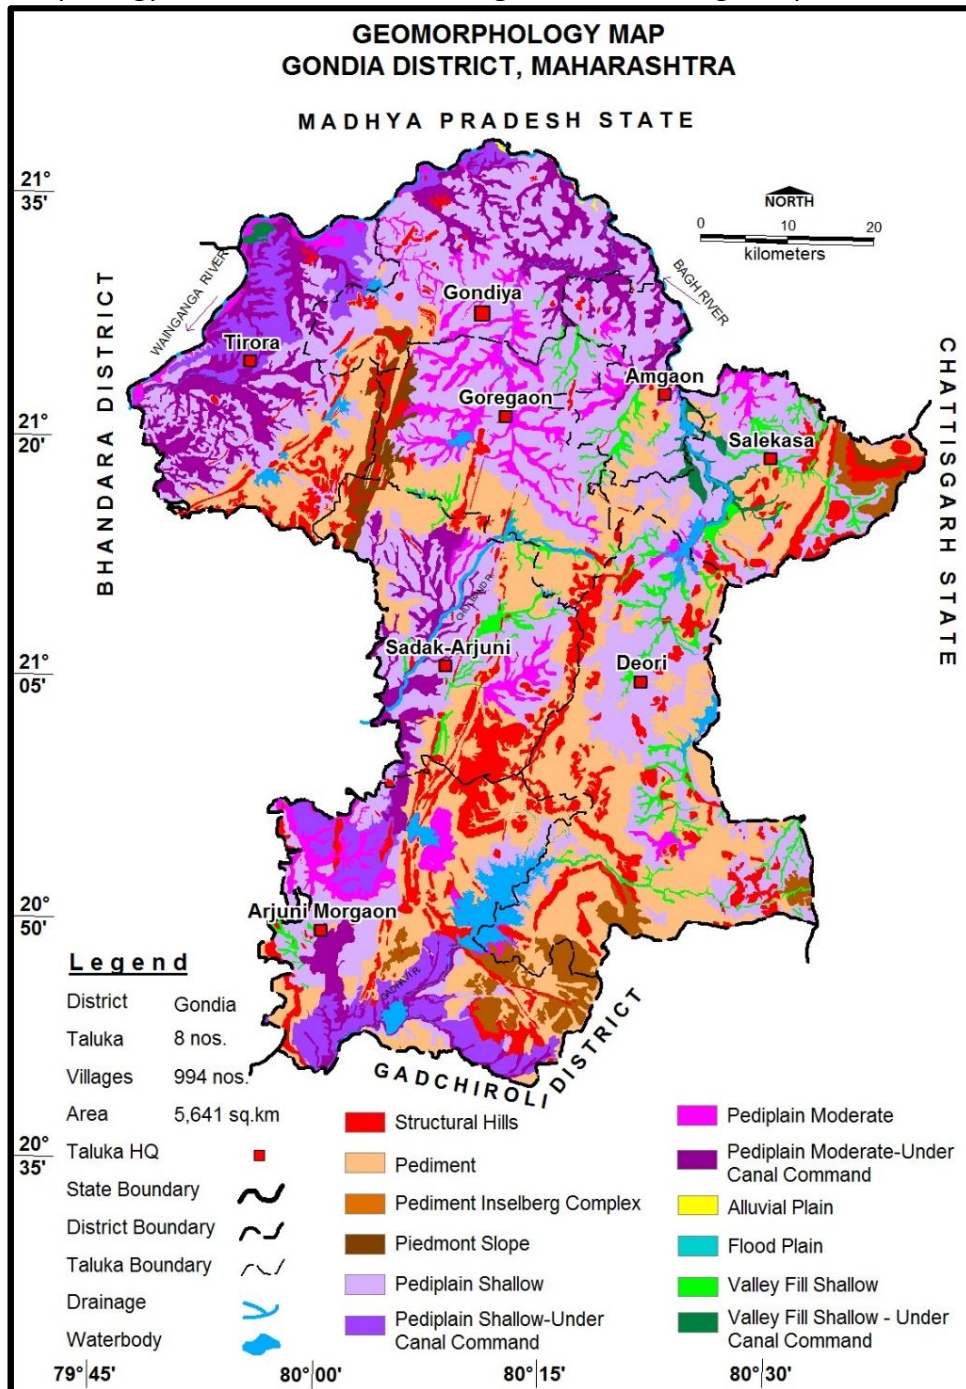 GEOMORPHOLOGY MAP
GONDIA DISTRICT, MAHARASHTRA
MADHYA PRADESH STATE
21°
35'
NORTH
0 10 20
kilometers
WAINGANGA RIVER
BAGH RIVER
Gondiya
Tirora
Amgaon
BHANDARA DISTRICT
CHATTISGARH STATE
Goregaon
21°
20'
Salekasa
Sadak-Arjuni
Deori
21°
05'
20°
50'
Arjuni Morgaon
GADCHIROLI DISTRICT
Legend
District Gondia
Taluka 8 nos.
Villages 994 nos.
Area 5,641 sq.km
20°
35'
Taluka HQ
State Boundary
District Boundary
Taluka Boundary
Drainage
Waterbody
Structural Hills
Pediment
Pediment Inselberg Complex
Piedmont Slope
Pediplain Shallow
Pediplain Shallow-Under
Canal Command
Pediplain Moderate
Pediplain Moderate-Under
Canal Command
Alluvial Plain
Flood Plain
Valley Fill Shallow
Valley Fill Shallow - Under
Canal Command
79°45' 80°00' 80°15' 80°30'